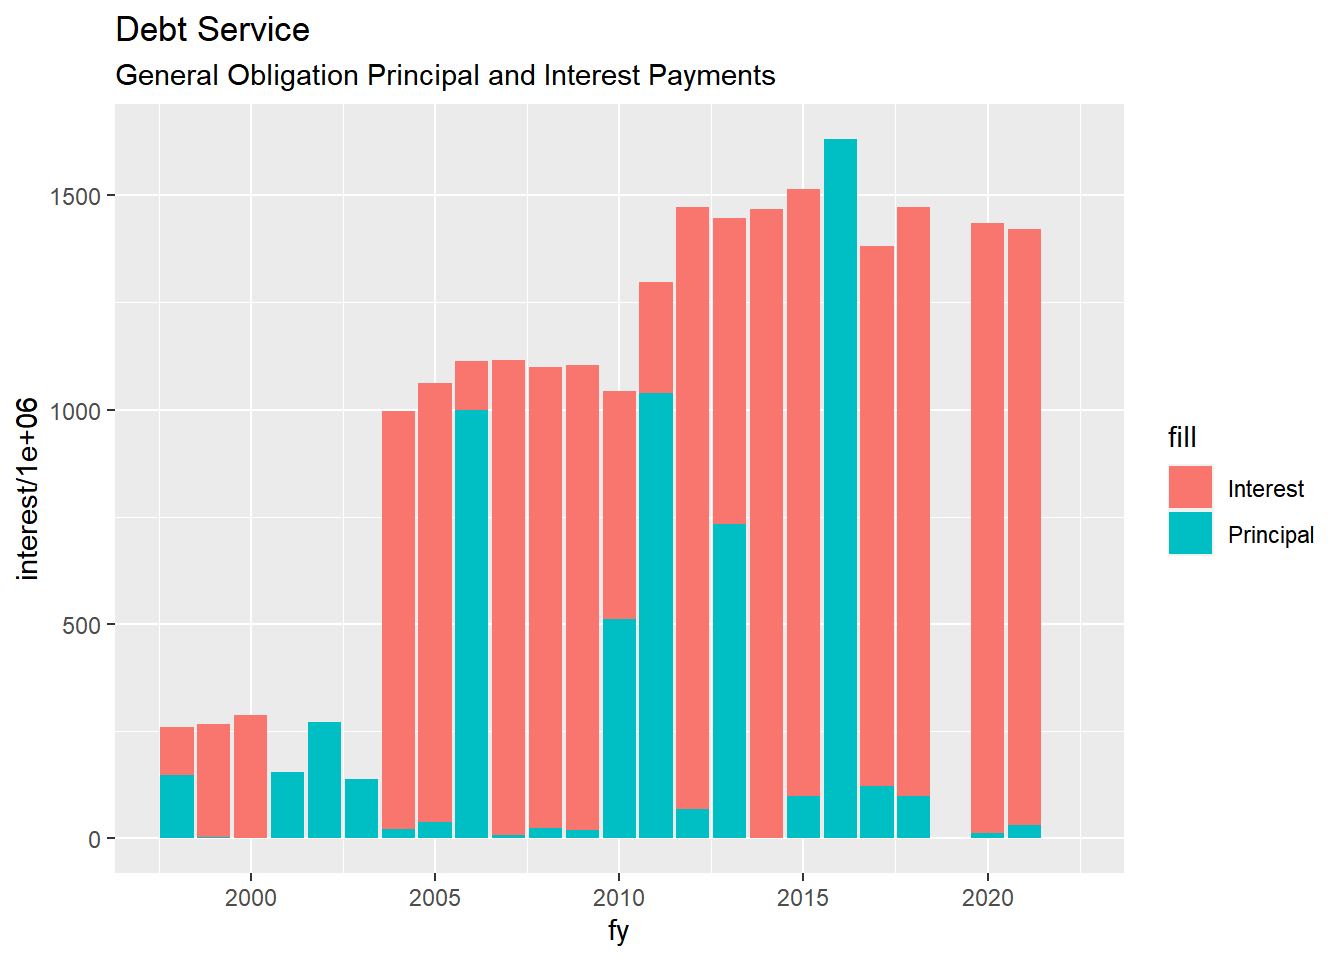 Debt Service
General Obligation Principal and Interest Payments
1500
1000
500
0
interest/1e+06
2000
2005
2010
2015
2020
fy
fill
Interest
Principal